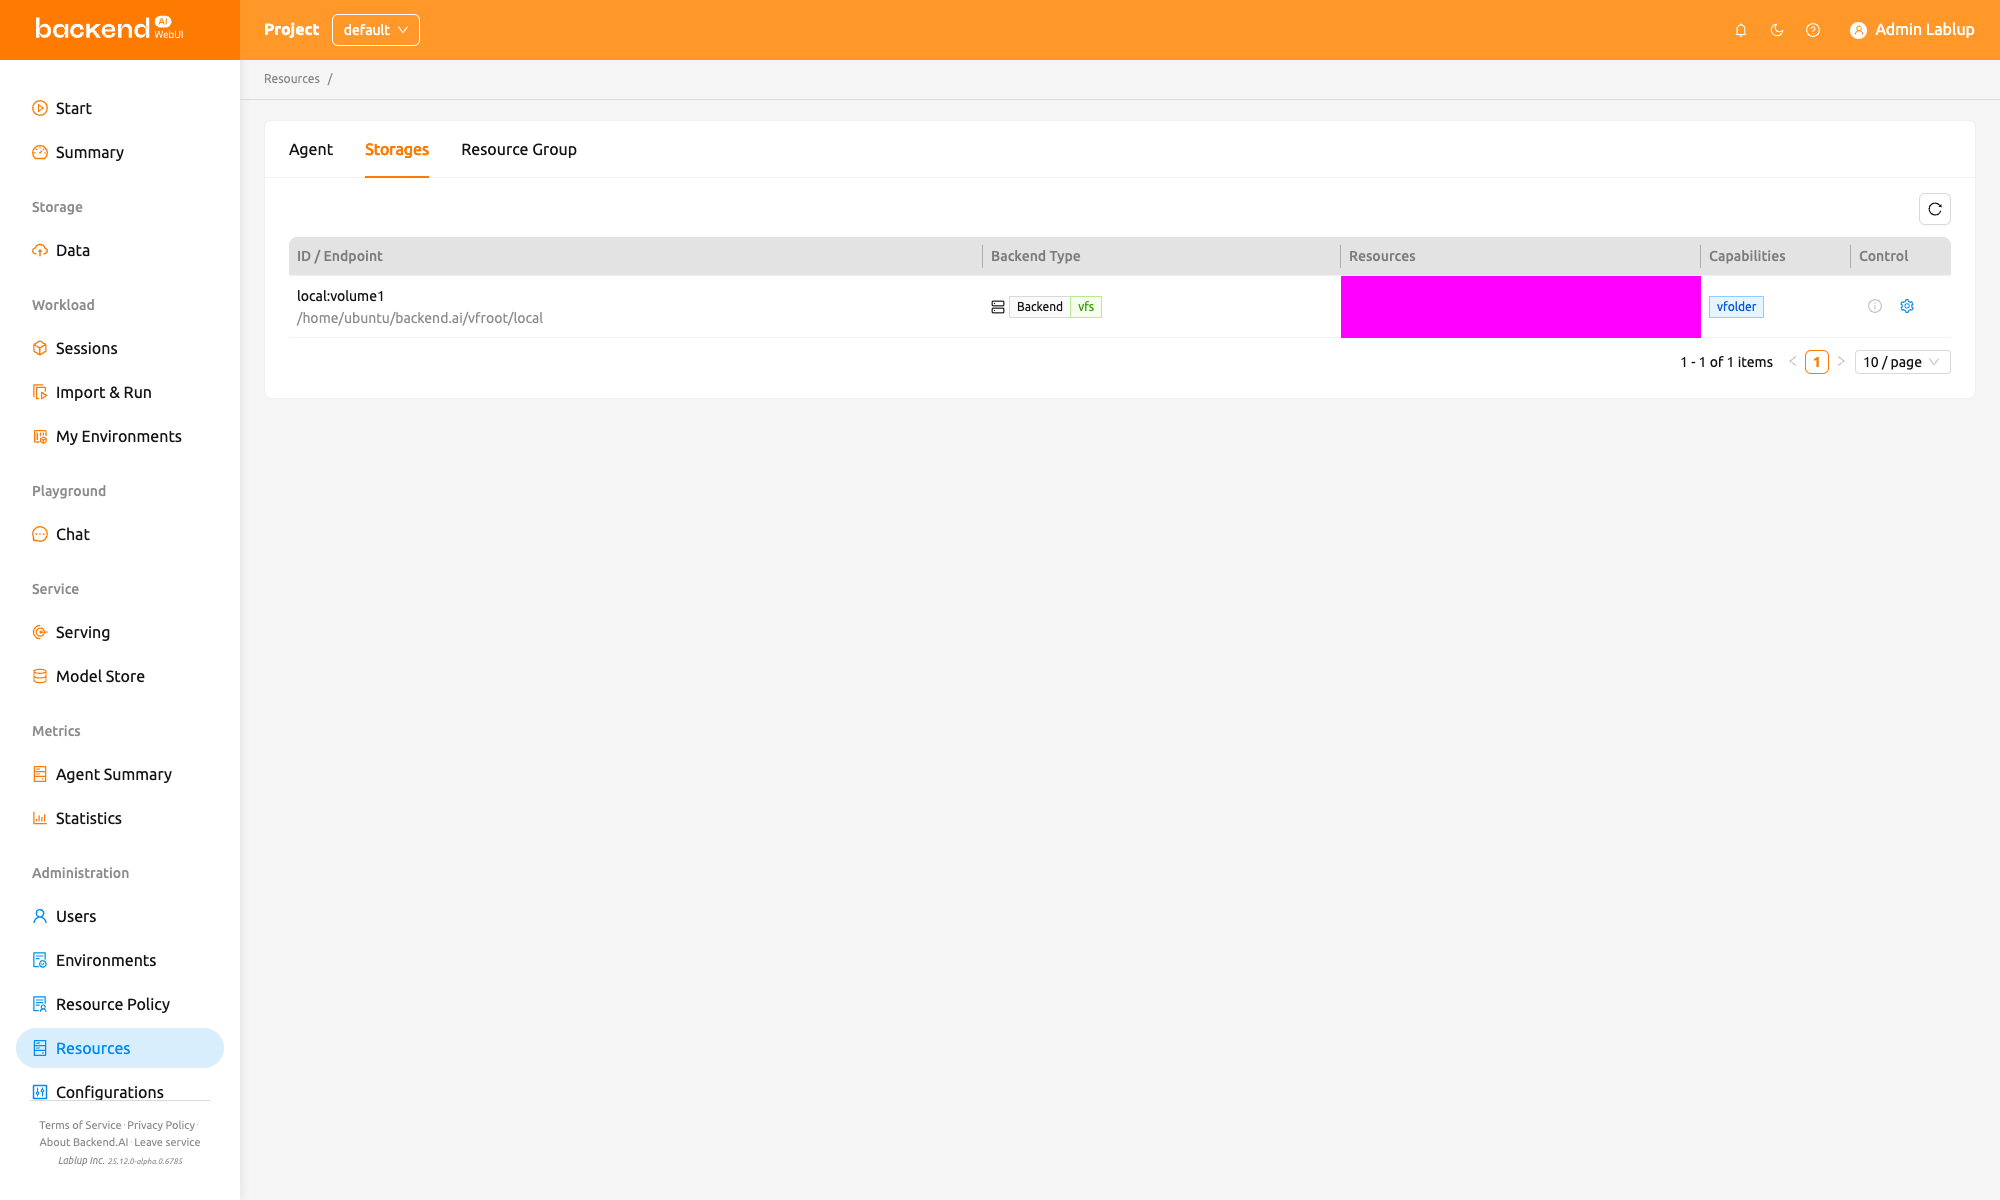 backend AI WebUI
Project default
Admin Lablup
Resources /
Start
Summary
Storage
Data
Workload
Sessions
Import & Run
My Environments
Playground
Chat
Service
Serving
Model Store
Metrics
Agent Summary
Statistics
Administration
Users
Environments
Resource Policy
Resources
Configurations
Terms of Service · Privacy Policy ·
About Backend.AI · Leave service
Lablup Inc. 25.12.0-alpha.0.6785
Agent Storages Resource Group
ID / Endpoint Backend Type Resources Capabilities Control
local:volume1
/home/ubuntu/backend.ai/vfroot/local
Backend vfs
vfolder
1 - 1 of 1 items < 1 > 10 / page